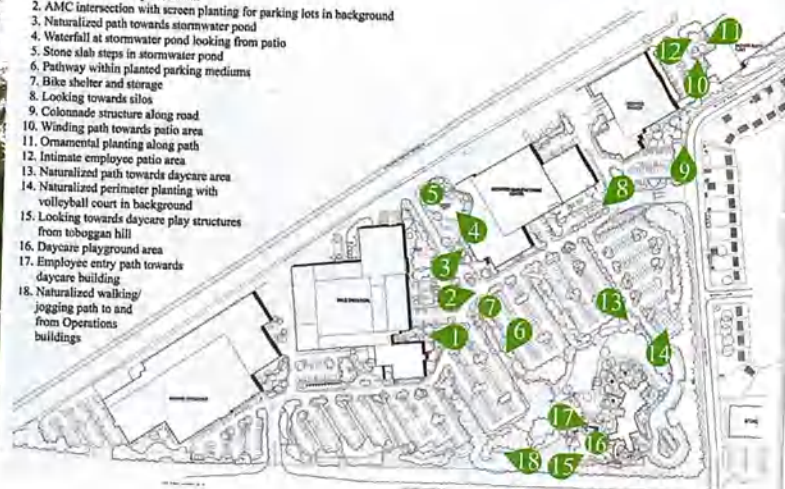 2. AMC intersection with screen planting for parking lots in background
3. Naturalized path towards stormwater pond
4. Waterfall at stormwater pond looking from patio
5. Stone slab steps in stormwater pond
6. Pathway within planted parking mediums
7. Bike shelter and storage
8. Looking towards silos
9. Colonnade structure along road
10. Winding path towards patio area
11. Ornamental planting along path
12. Intimate employee patio area
13. Naturalized path towards daycare area
14. Naturalized perimeter planting with
volleyball court in background
15. Looking towards daycare play structures
from toboggan hill
16. Daycare playground area
17. Employee entry path towards
daycare building
18. Naturalized walking/
jogging path to and
from Operations
buildings
12
11
10
9
8
5
4
3
2
7
1
6
13
14
17
16
18
15